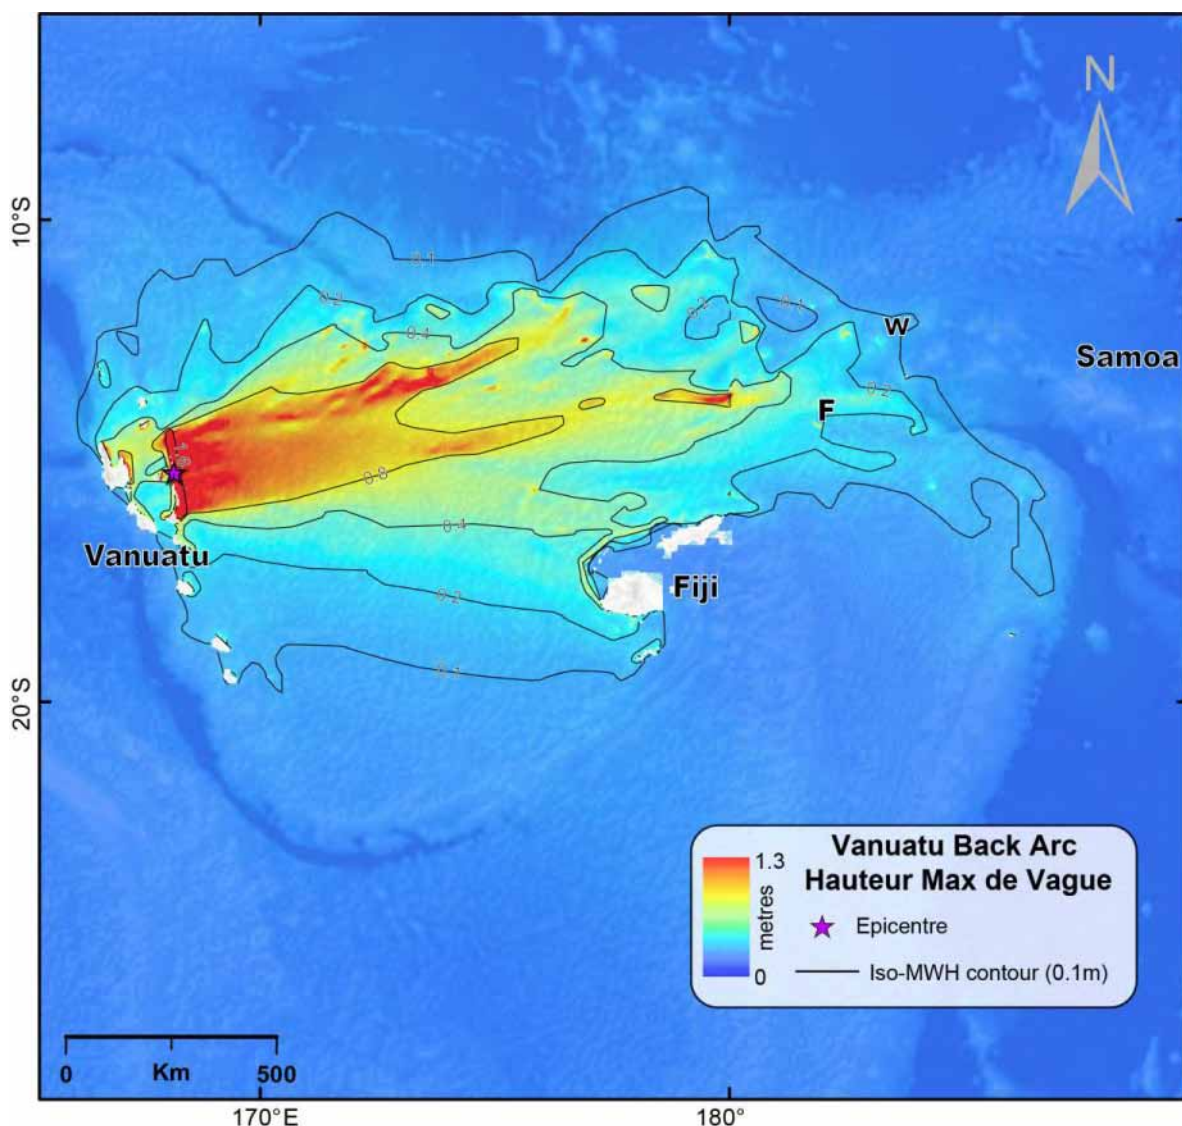 N
10°S
0.1
0.2
0.4
0.2
0.1
W
Samoa
0.2
F
1.6
0.8
0.4
Vanuatu
Fiji
0.2
0.1
20°S
Vanuatu Back Arc
Hauteur Max de Vague
1.3
metres
0
Epicentre
Iso-MWH contour (0.1m)
0 Km 500
170°E
180°